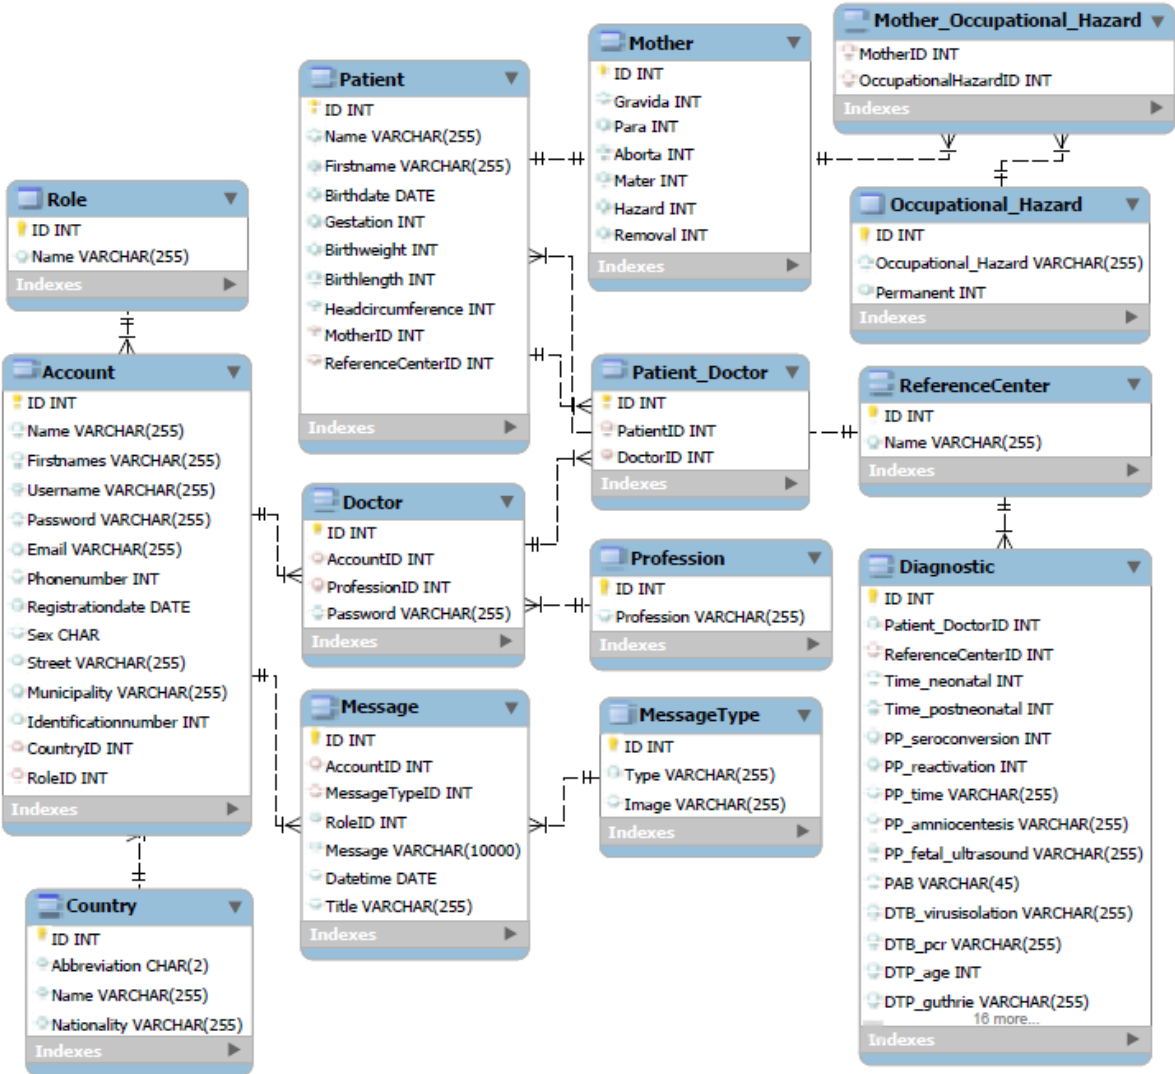 Role
ID INT
Name VARCHAR(255)
Indexes
Account
ID INT
Name VARCHAR(255)
Firstnames VARCHAR(255)
Username VARCHAR(255)
Password VARCHAR(255)
Email VARCHAR(255)
Phonenumber INT
Registrationdate DATE
Sex CHAR
Street VARCHAR(255)
Municipality VARCHAR(255)
Identificationnumber INT
CountryID INT
RoleID INT
Indexes
Country
ID INT
Abbreviation CHAR(2)
Name VARCHAR(255)
Nationality VARCHAR(255)
Indexes
Patient
ID INT
Name VARCHAR(255)
Firstname VARCHAR(255)
Birthdate DATE
Gestation INT
Birthweight INT
Birthlength INT
Headcircumference INT
MotherID INT
ReferenceCenterID INT
Indexes
Doctor
ID INT
AccountID INT
ProfessionID INT
Password VARCHAR(255)
Indexes
Message
ID INT
AccountID INT
MessageTypeID INT
RoleID INT
Message VARCHAR(10000)
Datetime DATE
Title VARCHAR(255)
Indexes
Mother
ID INT
Gravida INT
Para INT
Aborta INT
Mater INT
Hazard INT
Removal INT
Indexes
Patient_Doctor
ID INT
PatientID INT
DoctorID INT
Indexes
Profession
ID INT
Profession VARCHAR(255)
Indexes
MessageType
ID INT
Type VARCHAR(255)
Image VARCHAR(255)
Indexes
Mother_Occupational_Hazard
MotherID INT
OccupationalHazardID INT
Indexes
Occupational_Hazard
ID INT
Occupational_Hazard VARCHAR(255)
Permanent INT
Indexes
ReferenceCenter
ID INT
Name VARCHAR(255)
Indexes
Diagnostic
ID INT
Patient_DoctorID INT
ReferenceCenterID INT
Time_neonatal INT
Time_postneonatal INT
PP_seroconversion INT
PP_reactivation INT
PP_time VARCHAR(255)
PP_amniocentesis VARCHAR(255)
PP_fetal_ultrasound VARCHAR(255)
PAB VARCHAR(45)
DTB_virusisolation VARCHAR(255)
DTB_pcr VARCHAR(255)
DTP_age INT
DTP_guthrie VARCHAR(255)
16 more...
Indexes